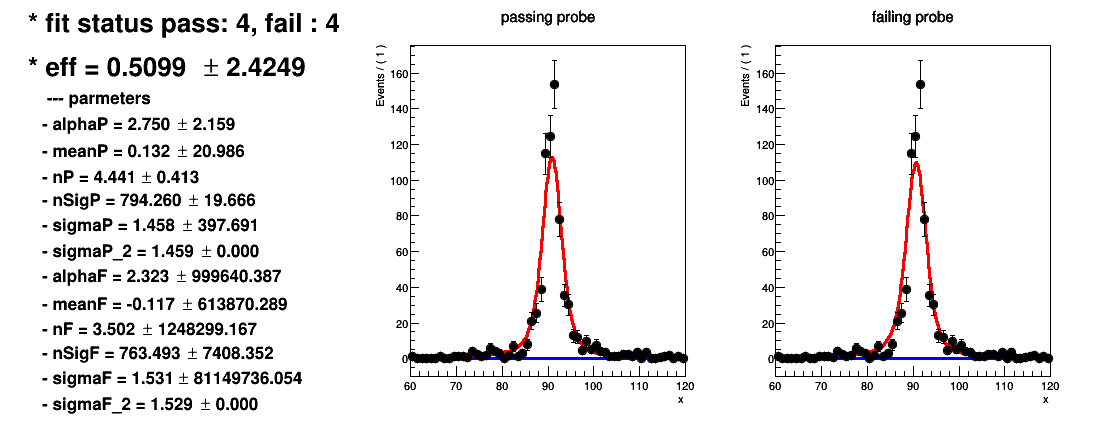 * fit status pass: 4, fail : 4
* eff = 0.5099 ± 2.4249
--- parmeters
- alphaP = 2.750 ± 2.159
- meanP = 0.132 ± 20.986
- nP = 4.441 ± 0.413
- nSigP = 794.260 ± 19.666
- sigmaP = 1.458 ± 397.691
- sigmaP_2 = 1.459 ± 0.000
- alphaF = 2.323 ± 999640.387
- meanF = -0.117 ± 613870.289
- nF = 3.502 ± 1248299.167
- nSigF = 763.493 ± 7408.352
- sigmaF = 1.531 ± 81149736.054
- sigmaF_2 = 1.529 ± 0.000
passing probe
Events / ( 1 )
160
140
120
100
80
60
40
20
0
60 70 80 90 100 110 120
x
failing probe
Events / ( 1 )
160
140
120
100
80
60
40
20
0
60 70 80 90 100 110 120
x